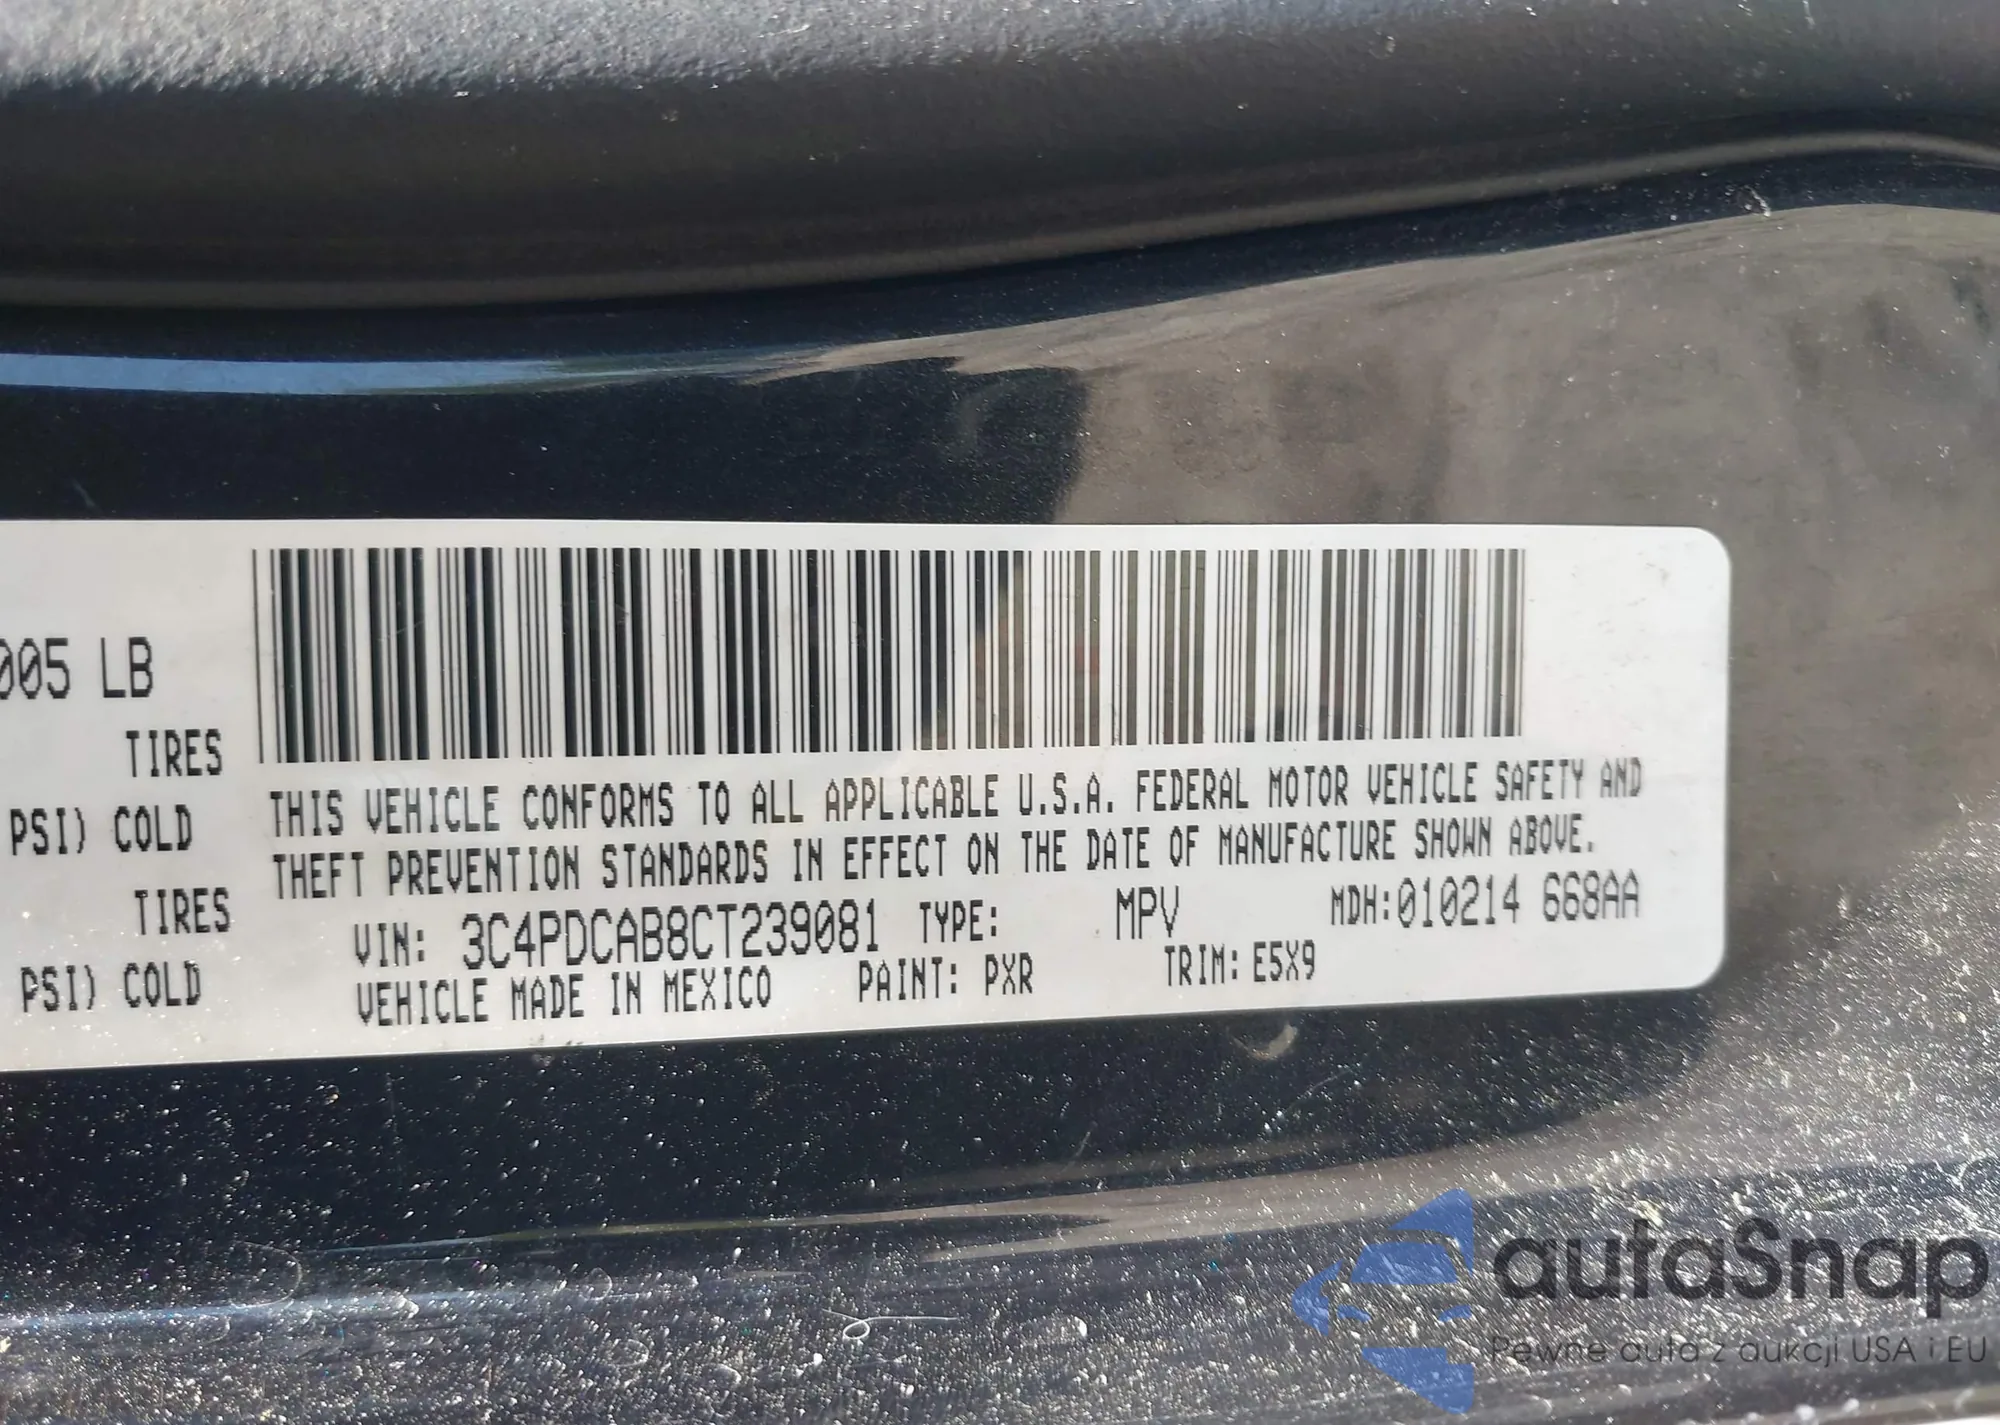 005 LB
TIRES
PSI) COLD
TIRES
PSI) COLD
THIS VEHICLE CONFORMS TO ALL APPLICABLE U.S.A. FEDERAL MOTOR VEHICLE SAFETY AND
THEFT PREVENTION STANDARDS IN EFFECT ON THE DATE OF MANUFACTURE SHOWN ABOVE.
VIN: 3C4PDCAB8CT239081 TYPE: MPV MDH:010214 668AA
VEHICLE MADE IN MEXICO PAINT: PXR TRIM: E5X9
autaSnap
Pewne auta z aukcji USA i EU